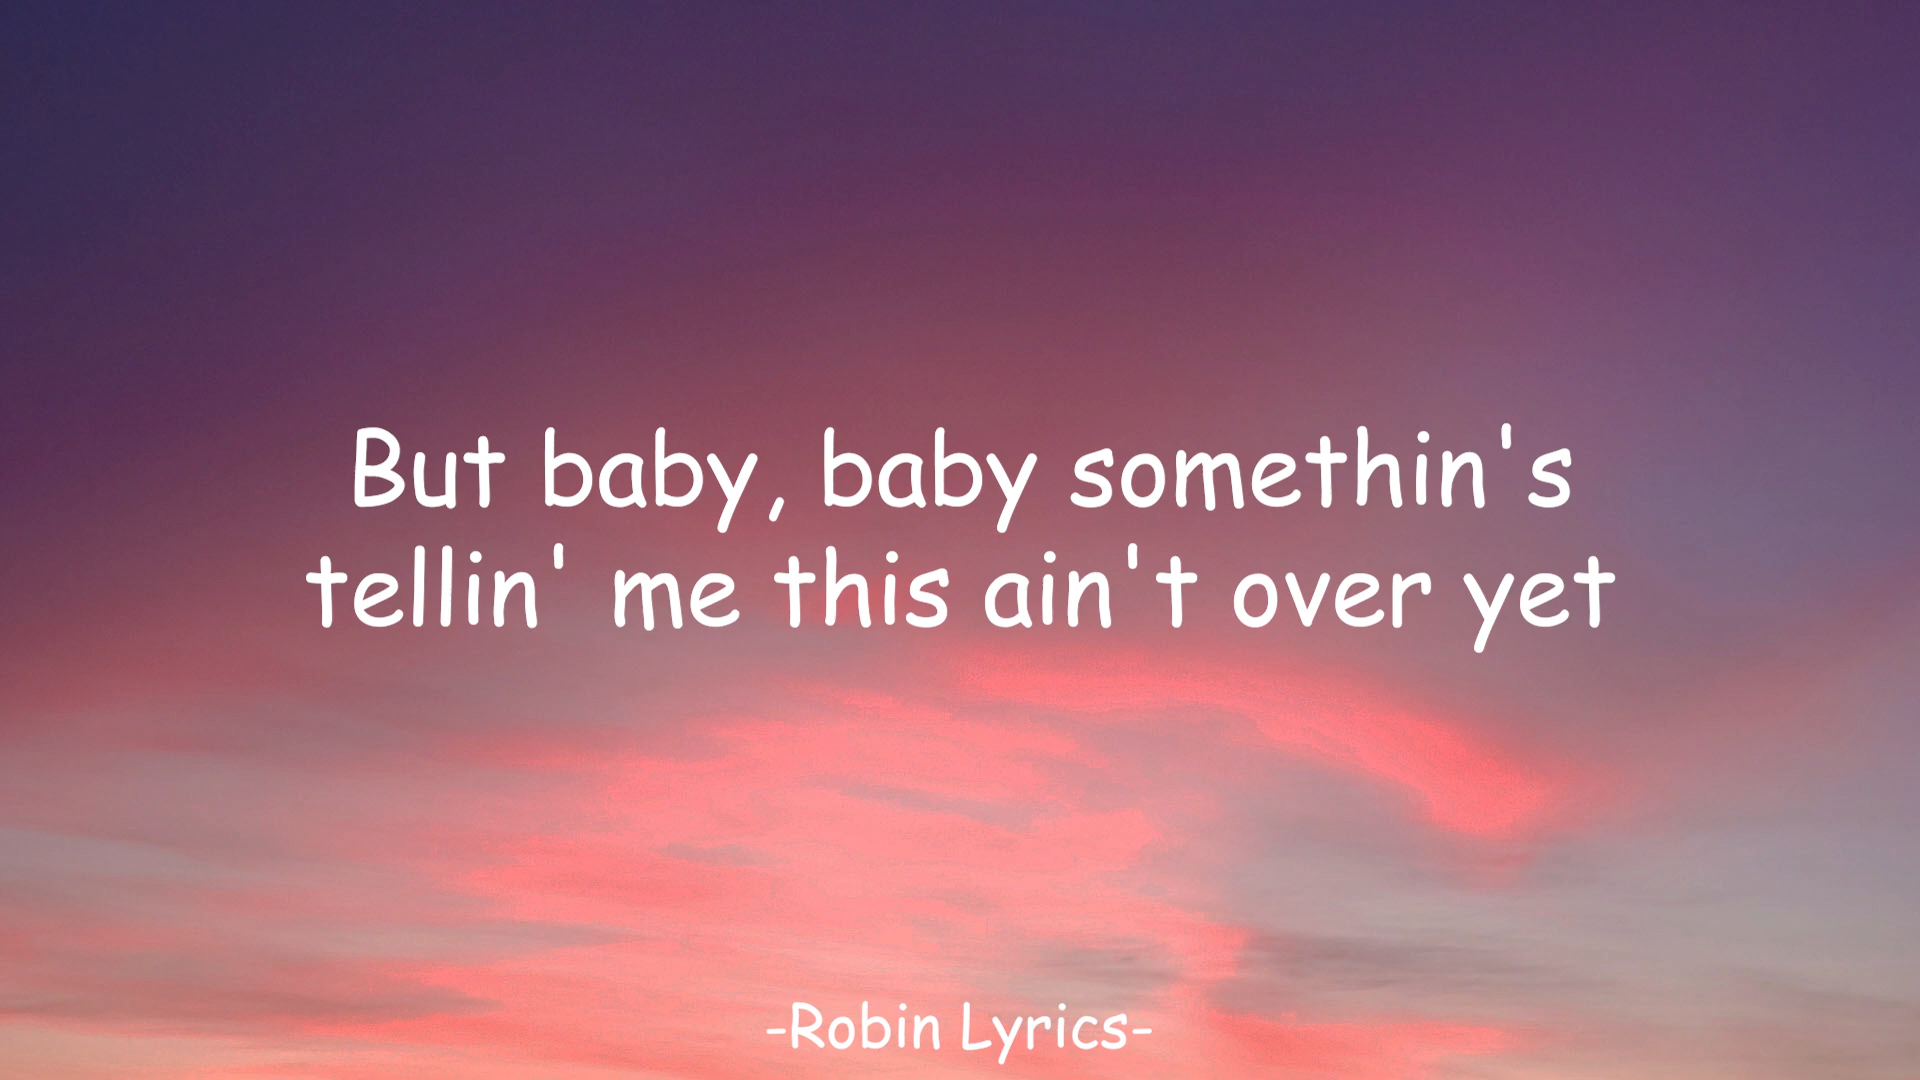 But baby, baby somethin's
tellin' me this ain't over yet
-Robin Lyrics-